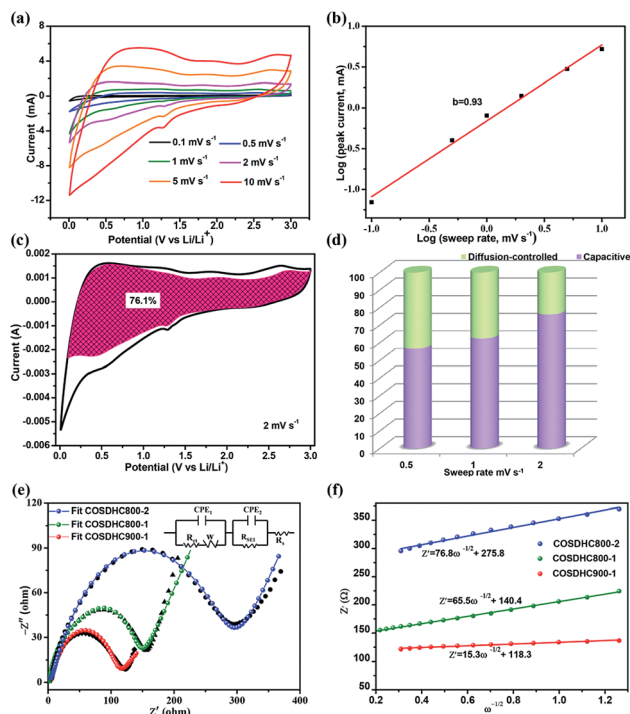 (a)
8
4
0
-4
-8
-12
Current (mA)
0.1 mV s⁻¹ 0.5 mV s⁻¹
1 mV s⁻¹ 2 mV s⁻¹
5 mV s⁻¹ 10 mV s⁻¹
0.0 0.5 1.0 1.5 2.0 2.5 3.0
Potential (V vs Li/Li⁺)
(b)
1.0
0.5
0.0
-0.5
-1.0
Log (peak current, mA)
b=0.93
-1.0 -0.5 0.0 0.5 1.0
Log (sweep rate, mV s⁻¹)
(c)
0.002
0.001
0.000
-0.001
-0.002
-0.003
-0.004
-0.005
-0.006
Current (A)
76.1%
2 mV s⁻¹
0.0 0.5 1.0 1.5 2.0 2.5 3.0
Potential (V vs Li/Li⁺)
(d)
Diffusion-controlled Capacitive
100
90
80
70
60
50
40
30
20
10
0
0.5 1 2
Sweep rate mV s⁻¹
(e)
120
90
60
30
0
-Z″ (ohm)
Fit COSDHC800-2
Fit COSDHC800-1
Fit COSDHC900-1
CPE₁ CPE₂
R_ct W R_SEI R_s
0 100 200 300 400
Z′ (ohm)
(f)
350
300
250
200
150
100
50
0
Z′ (Ω)
COSDHC800-2
COSDHC800-1
COSDHC900-1
Z′=76.8ω⁻¹/²+275.8
Z′=65.5ω⁻¹/²+140.4
Z′=15.3ω⁻¹/²+118.3
0.2 0.4 0.6 0.8 1.0 1.2
ω⁻¹/²